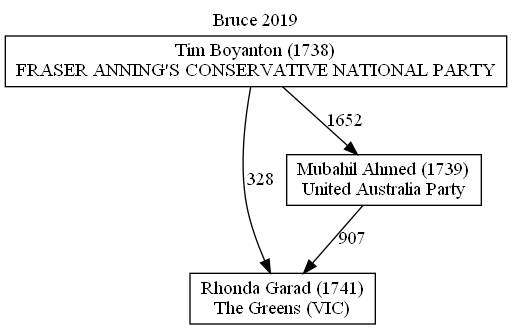 Bruce 2019
Tim Boyanton (1738)
FRASER ANNING'S CONSERVATIVE NATIONAL PARTY
1652
Mubahil Ahmed (1739)
United Australia Party
328
907
Rhonda Garad (1741)
The Greens (VIC)